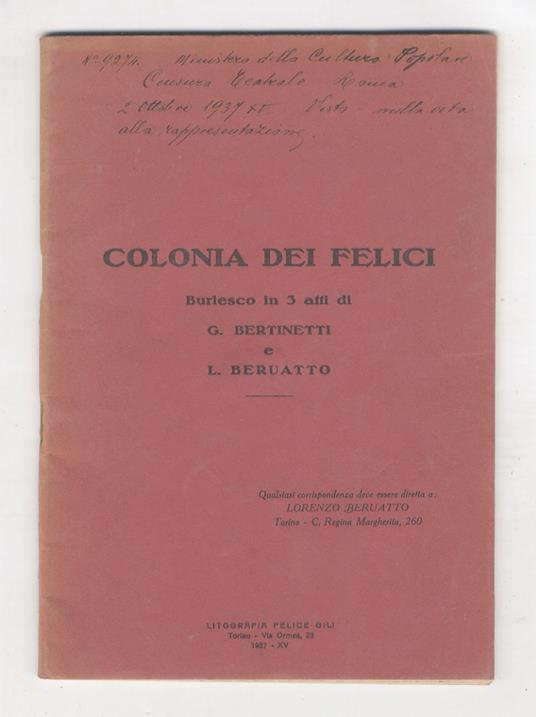 No 9274. Ministero della Cultura Popolare
Censura Teatrale Roma
2 Ottobre 1937 XV Visto - nulla osta
alla rappresentazione.
COLONIA DEI FELICI
Burlesco in 3 atti di
G. BERTINETTI
e
L. BERUATTO
Qualsiasi corrispondenza deve essere diretta a:
LORENZO BERUATTO
Torino - C. Regina Margherita, 260
LITOGRAFIA FELICE GILI
Torino - Via Ormea, 23
1937 - XV